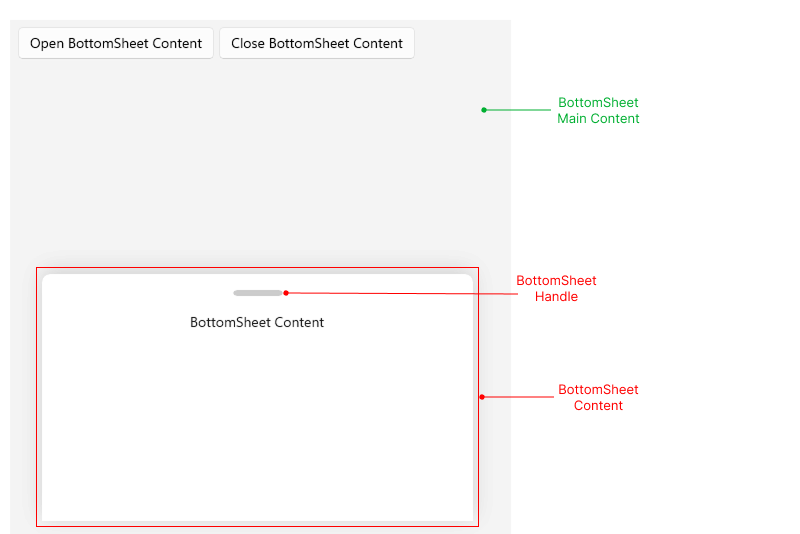 Open BottomSheet Content
Close BottomSheet Content
BottomSheet
Main Content
BottomSheet
Handle
BottomSheet Content
BottomSheet
Content